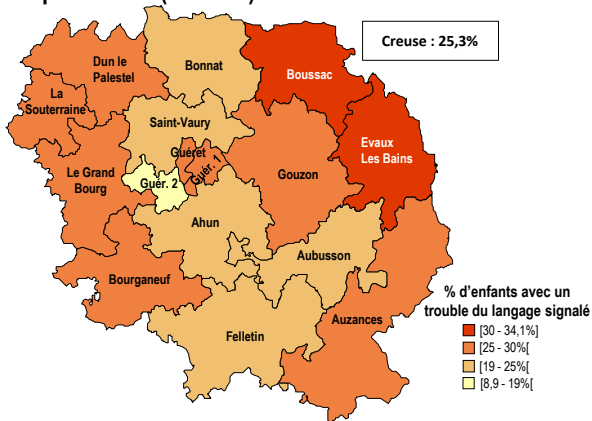 Creuse : 25,3%
Dun le
Palestel
Bonnat
Boussac
La
Souterraine
Saint-Vaury
Evaux
Les Bains
Guéret
Guér. 1
Le Grand
Bourg
Guér. 2
Gouzon
Ahun
Aubusson
Bourganeuf
Felletin
Auzances
% d'enfants avec un
trouble du langage signalé
[30 - 34,1%]
[25 - 30%[
[19 - 25%[
[8,9 - 19%[